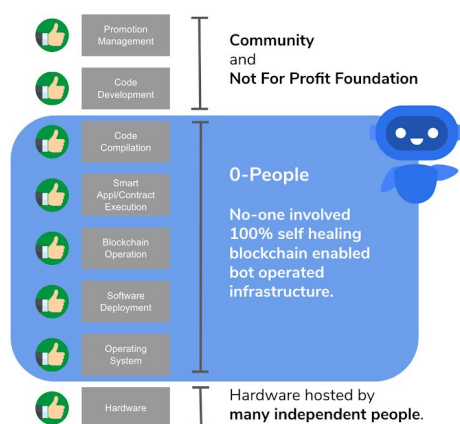 Promotion
Management
Code
Development
Community
and
Not For Profit Foundation
Code
Compilation
Smart
Appl/Contract
Execution
Blockchain
Operation
Software
Deployment
Operating
System
0-People
No-one involved
100% self healing
blockchain enabled
bot operated
infrastructure.
Hardware
Hardware hosted by
many independent people.